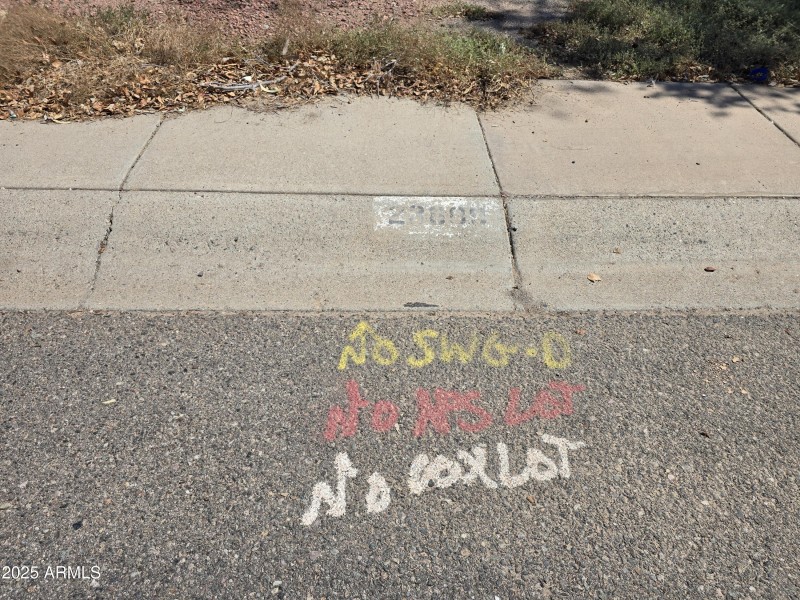 No SWG-D
No APS LOT
No COX LOT
2025 ARMLS